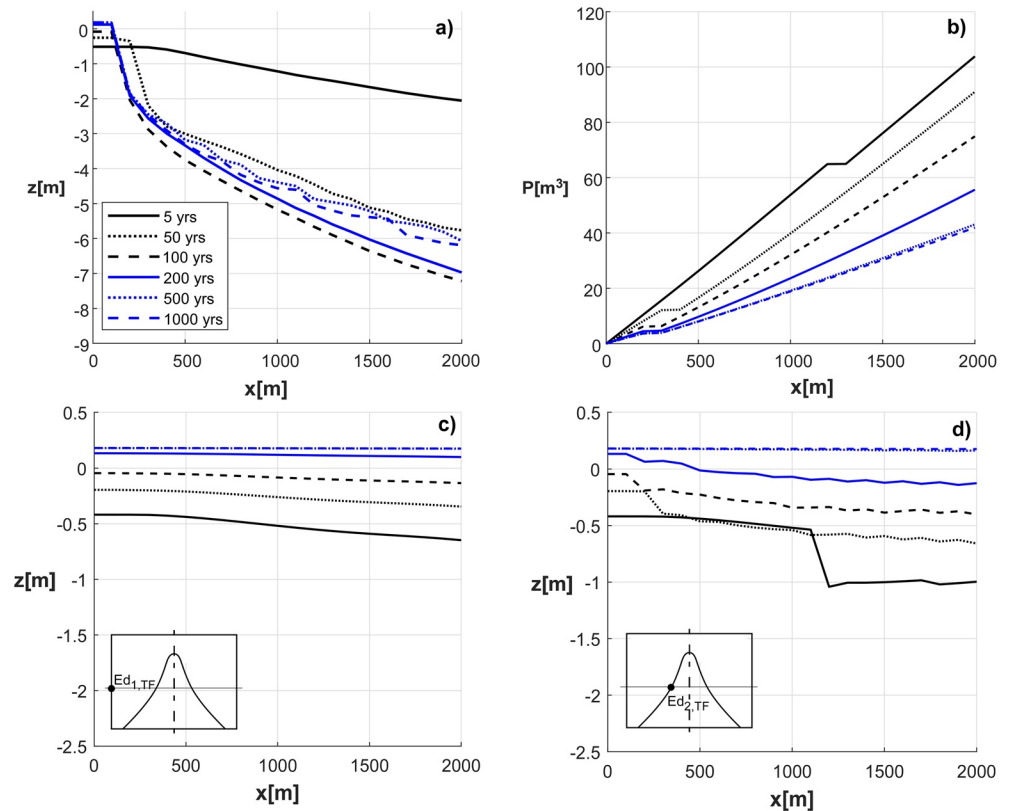 a)
0
-1
-2
-3
-4
-5
-6
-7
-8
-9
z[m]
5 yrs
50 yrs
100 yrs
200 yrs
500 yrs
1000 yrs
0 500 1000 1500 2000
x[m]
b)
120
100
80
60
40
20
0
P[m³]
0 500 1000 1500 2000
x[m]
c)
0.5
0
-0.5
-1
-1.5
-2
-2.5
z[m]
Ed1,TF
0 500 1000 1500 2000
x[m]
d)
0.5
0
-0.5
-1
-1.5
-2
-2.5
z[m]
Ed2,TF
0 500 1000 1500 2000
x[m]